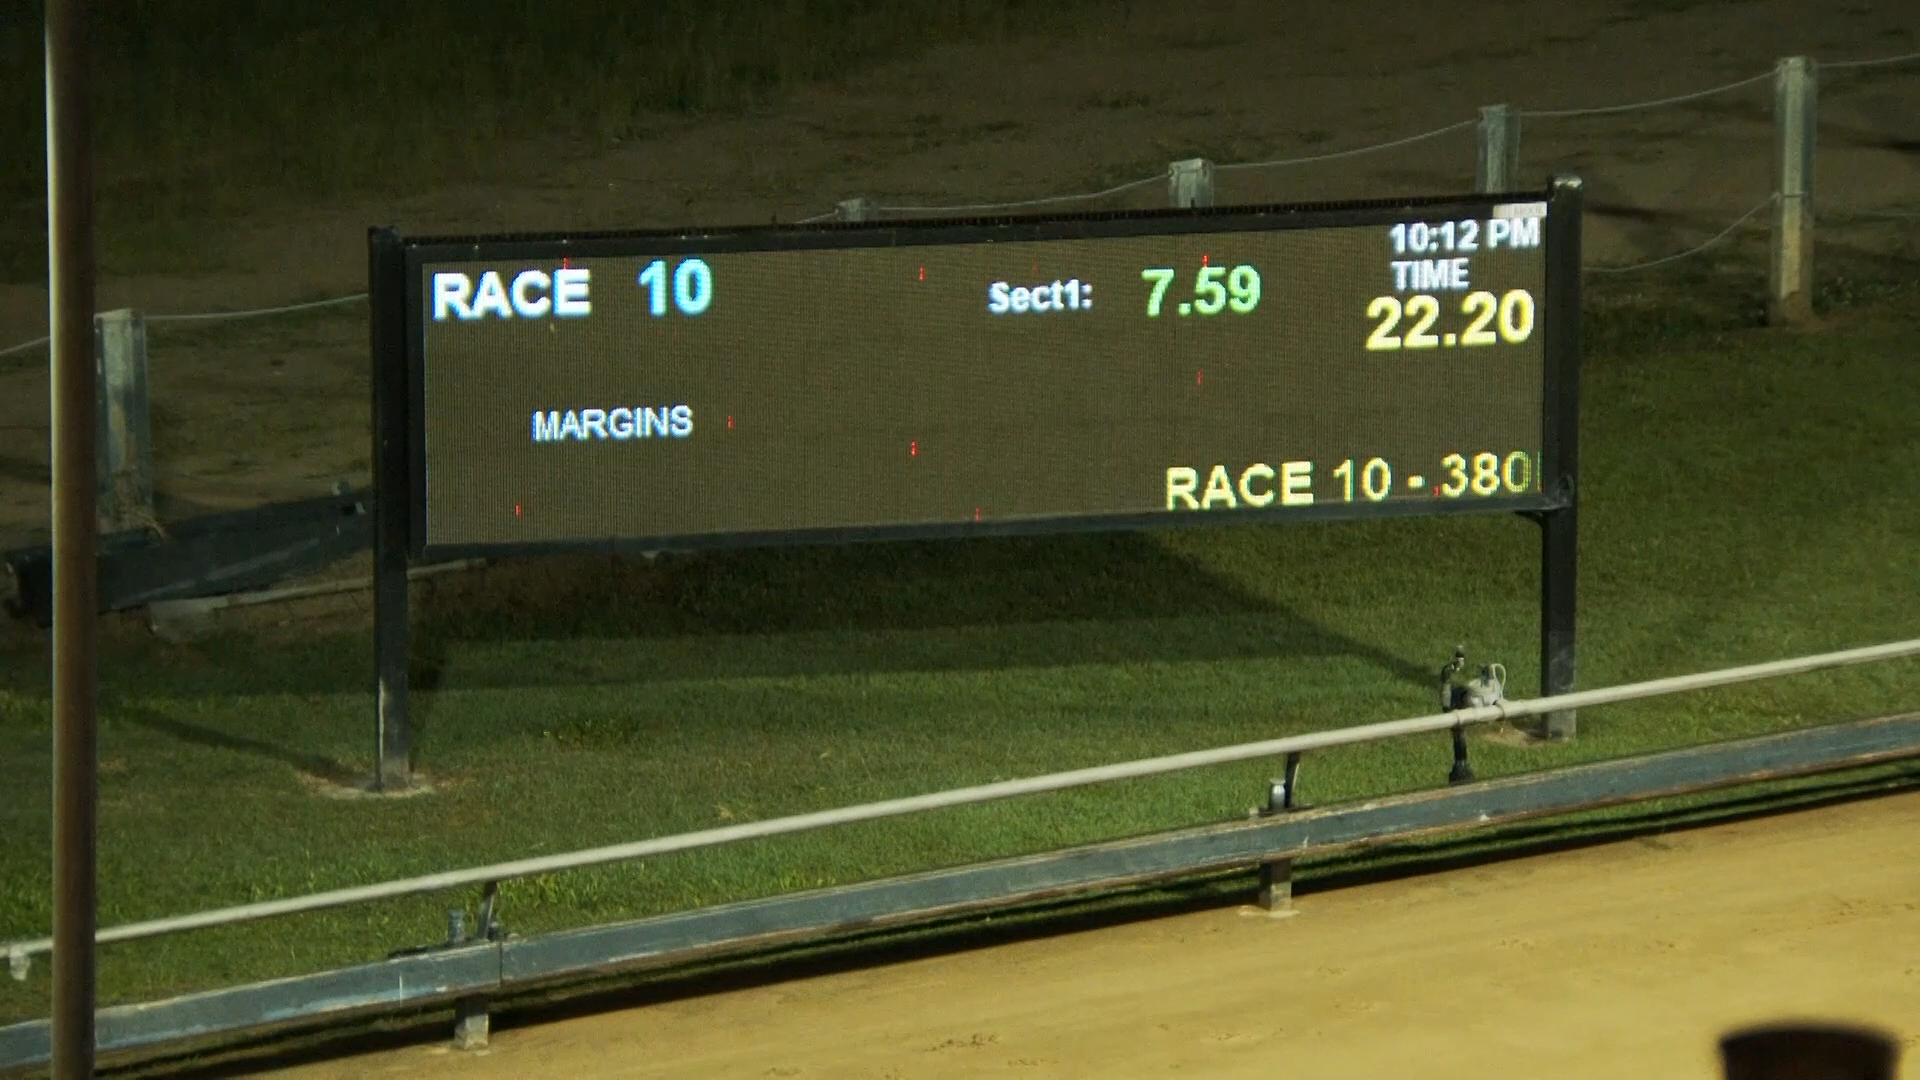 RACE 10
Sect1: 7.59
10:12 PM
TIME
22.20
MARGINS
RACE 10 - 380